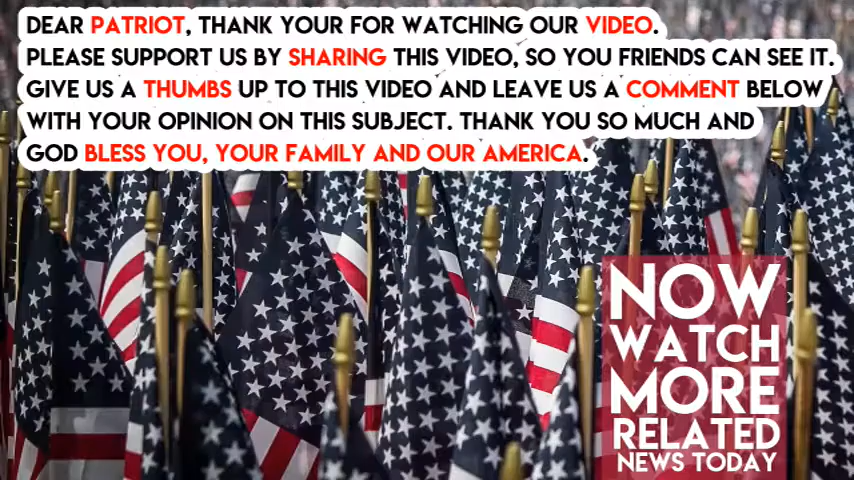 DEAR PATRIOT, THANK YOUR FOR WATCHING OUR VIDEO.
PLEASE SUPPORT US BY SHARING THIS VIDEO, SO YOU FRIENDS CAN SEE IT.
GIVE US A THUMBS UP TO THIS VIDEO AND LEAVE US A COMMENT BELOW
WITH YOUR OPINION ON THIS SUBJECT. THANK YOU SO MUCH AND
GOD BLESS YOU, YOUR FAMILY AND OUR AMERICA.
NOW
WATCH
MORE
RELATED
NEWS TODAY